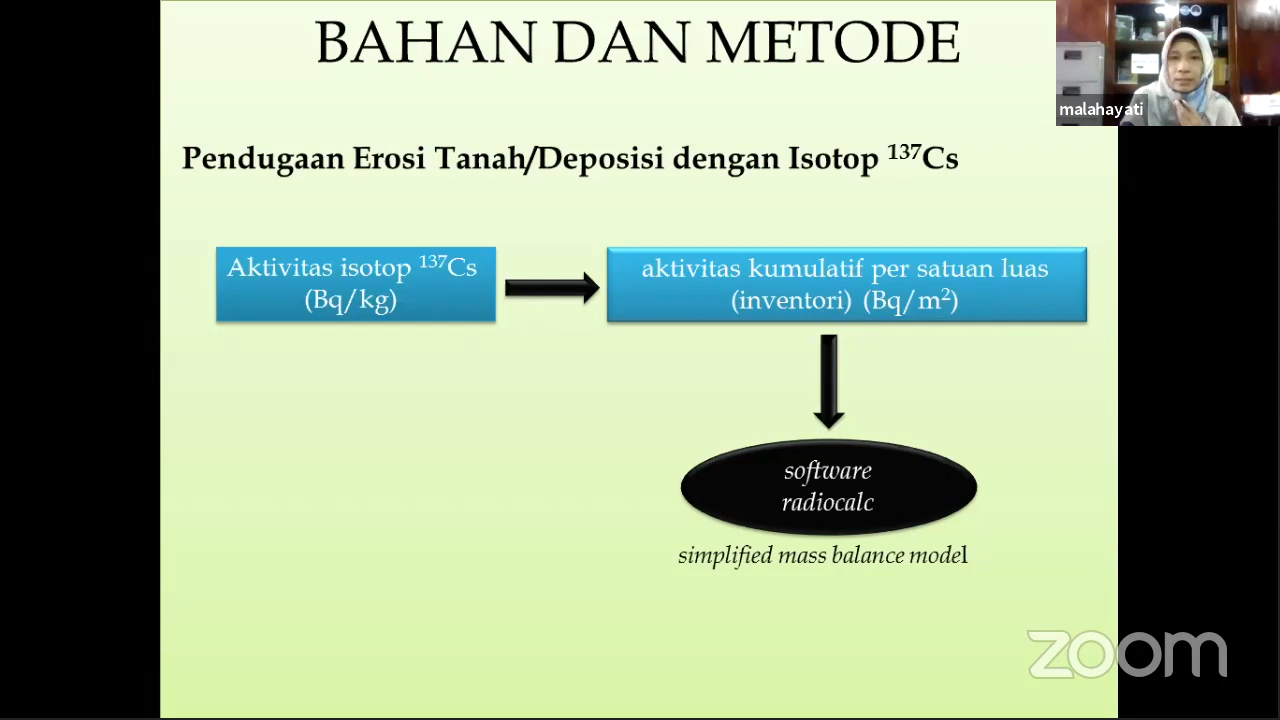 BAHAN DAN METODE
malahayati
Pendugaan Erosi Tanah/Deposisi dengan Isotop ¹³⁷Cs
Aktivitas isotop ¹³⁷Cs
(Bq/kg)
aktivitas kumulatif per satuan luas
(inventori) (Bq/m²)
software
radiocalc
simplified mass balance model
zoom